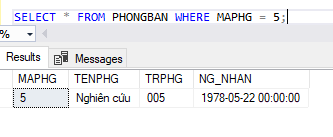 SELECT * FROM PHONGBAN WHERE MAPHG = 5;
%
Results Messages
MAPHG TENPHG TRPHG NG_NHAN
5 Nghiên cứu 005 1978-05-22 00:00:00